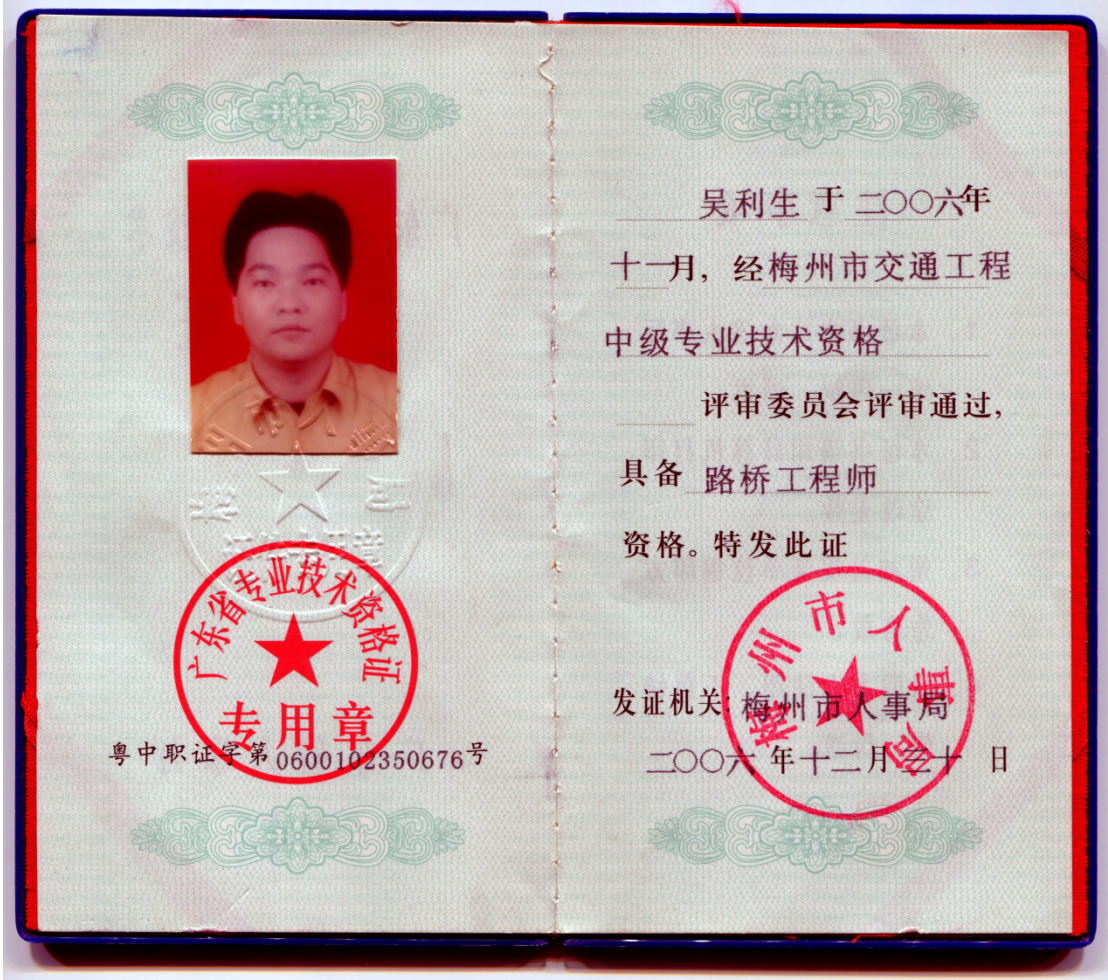 广东省专业技术资格证
专用章
粤中职证字第0600102350676号
吴利生于二〇〇六年
十一月，经梅州市交通工程
中级专业技术资格
评审委员会评审通过，
具备路桥工程师
资格。特发此证
梅州市人事局
发证机关：梅州市人事局
二〇〇六年十二月三十日